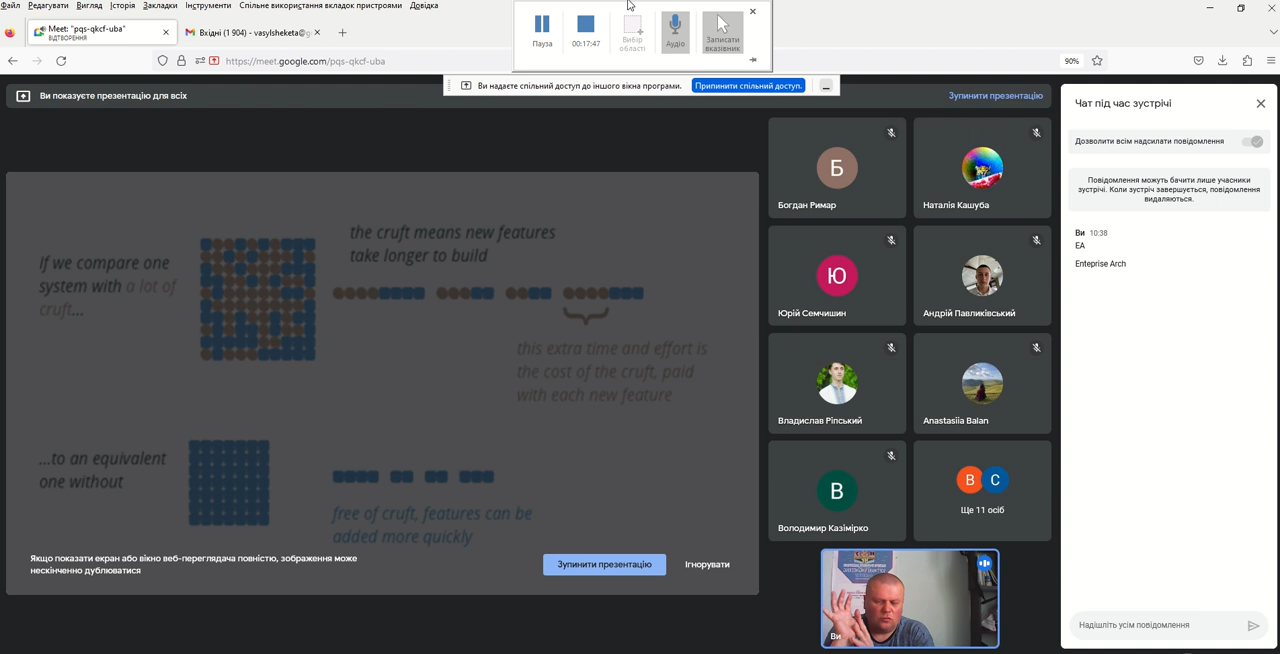 Файл Редагувати Вигляд Історія Закладки Інструменти Спільне використання вкладок пристроями Довідка
Meet: "pqs-qkcf-uba"
ВІДТВОРЕННЯ
Вхідні (1 904) - vasylsheketa@g
https://meet.google.com/pqs-qkcf-uba
90%
Пауза
00:17:47
Вибір області
Аудіо
Записати вказівник
Ви надаєте спільний доступ до іншого вікна програми.
Припинити спільний доступ.
Ви показуєте презентацію для всіх
Зупинити презентацію
If we compare one
system with a lot of
cruft...
the cruft means new features
take longer to build
this extra time and effort is
the cost of the cruft, paid
with each new feature
...to an equivalent
one without
free of cruft, features can be
added more quickly
Якщо показати екран або вікно веб-переглядача повністю, зображення може
нескінченно дублюватися
Зупинити презентацію
Ігнорувати
Б
Богдан Римар
Наталія Кашуба
Ю
Юрій Семчишин
Андрій Павликівський
Владислав Ріпський
Anastasiia Balan
В
Володимир Казімірко
В С
Ще 11 осіб
Ви
Чат під час зустрічі
Дозволити всім надсилати повідомлення
Повідомлення можуть бачити лише учасники
зустрічі. Коли зустріч завершується, повідомлення
видаляються.
Ви 10:38
EA
Enteprise Arch
Надішліть усім повідомлення